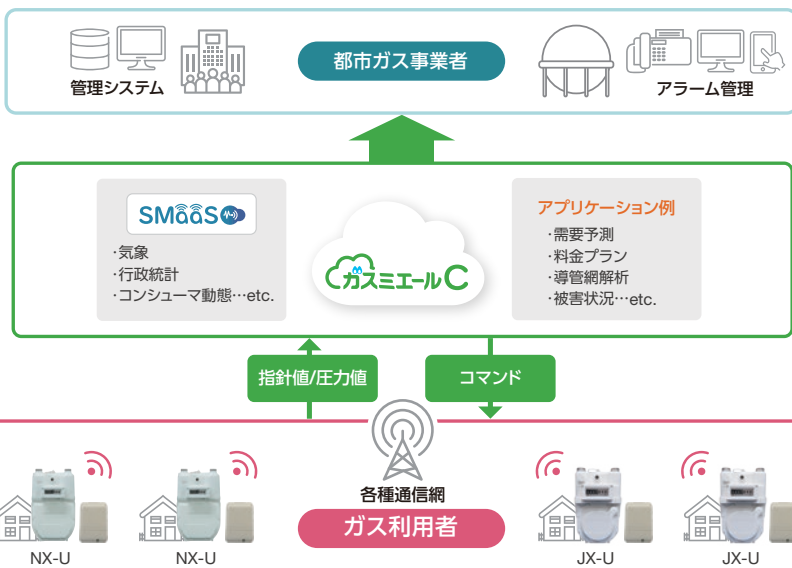 都市ガス事業者
管理システム
アラーム管理
SMaaS
・気象
・行政統計
・コンシューマ動態…etc.
ガスミエールC
アプリケーション例
・需要予測
・料金プラン
・導管網解析
・被害状況…etc.
指針値/圧力値
コマンド
各種通信網
ガス利用者
NX-U
NX-U
JX-U
JX-U